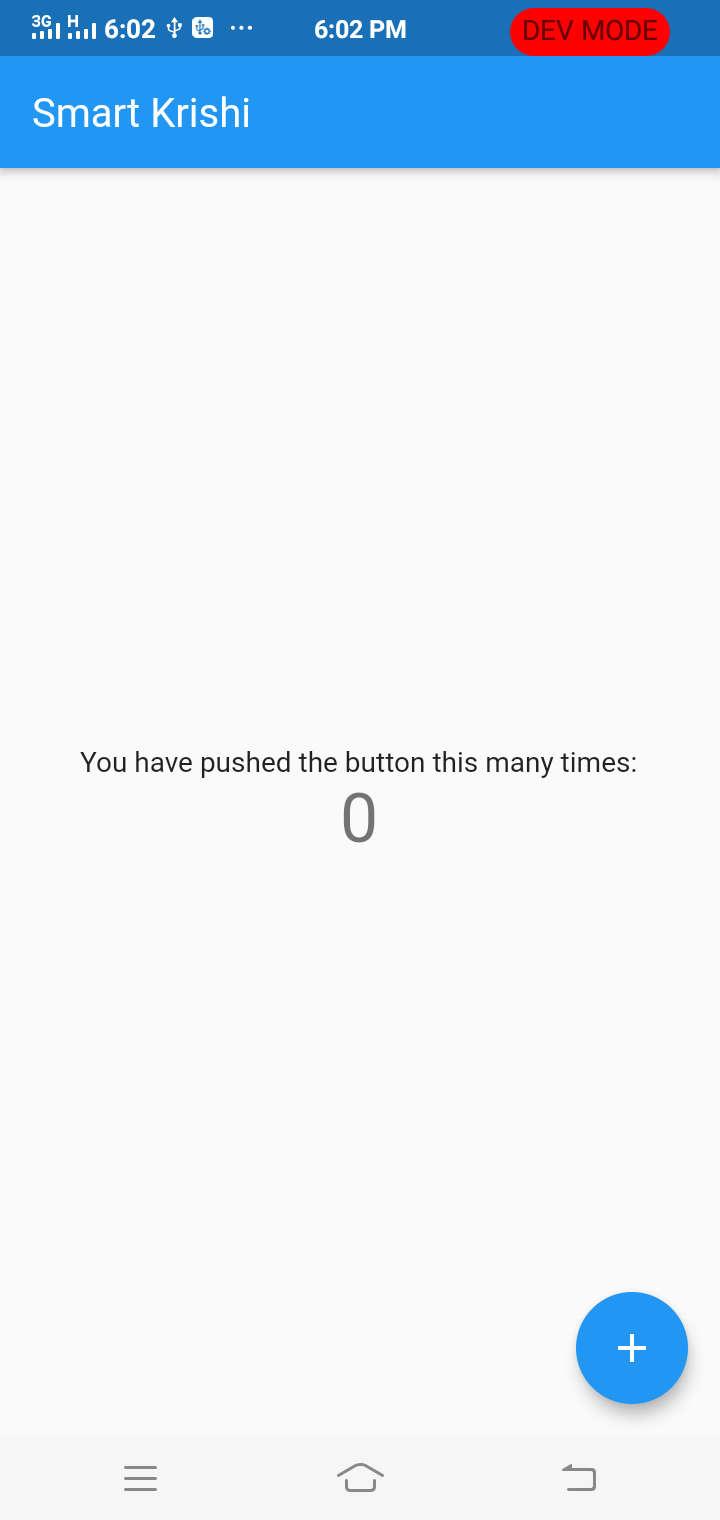 3G H 6:02 ... 6:02 PM DEV MODE
Smart Krishi
You have pushed the button this many times:
0
+